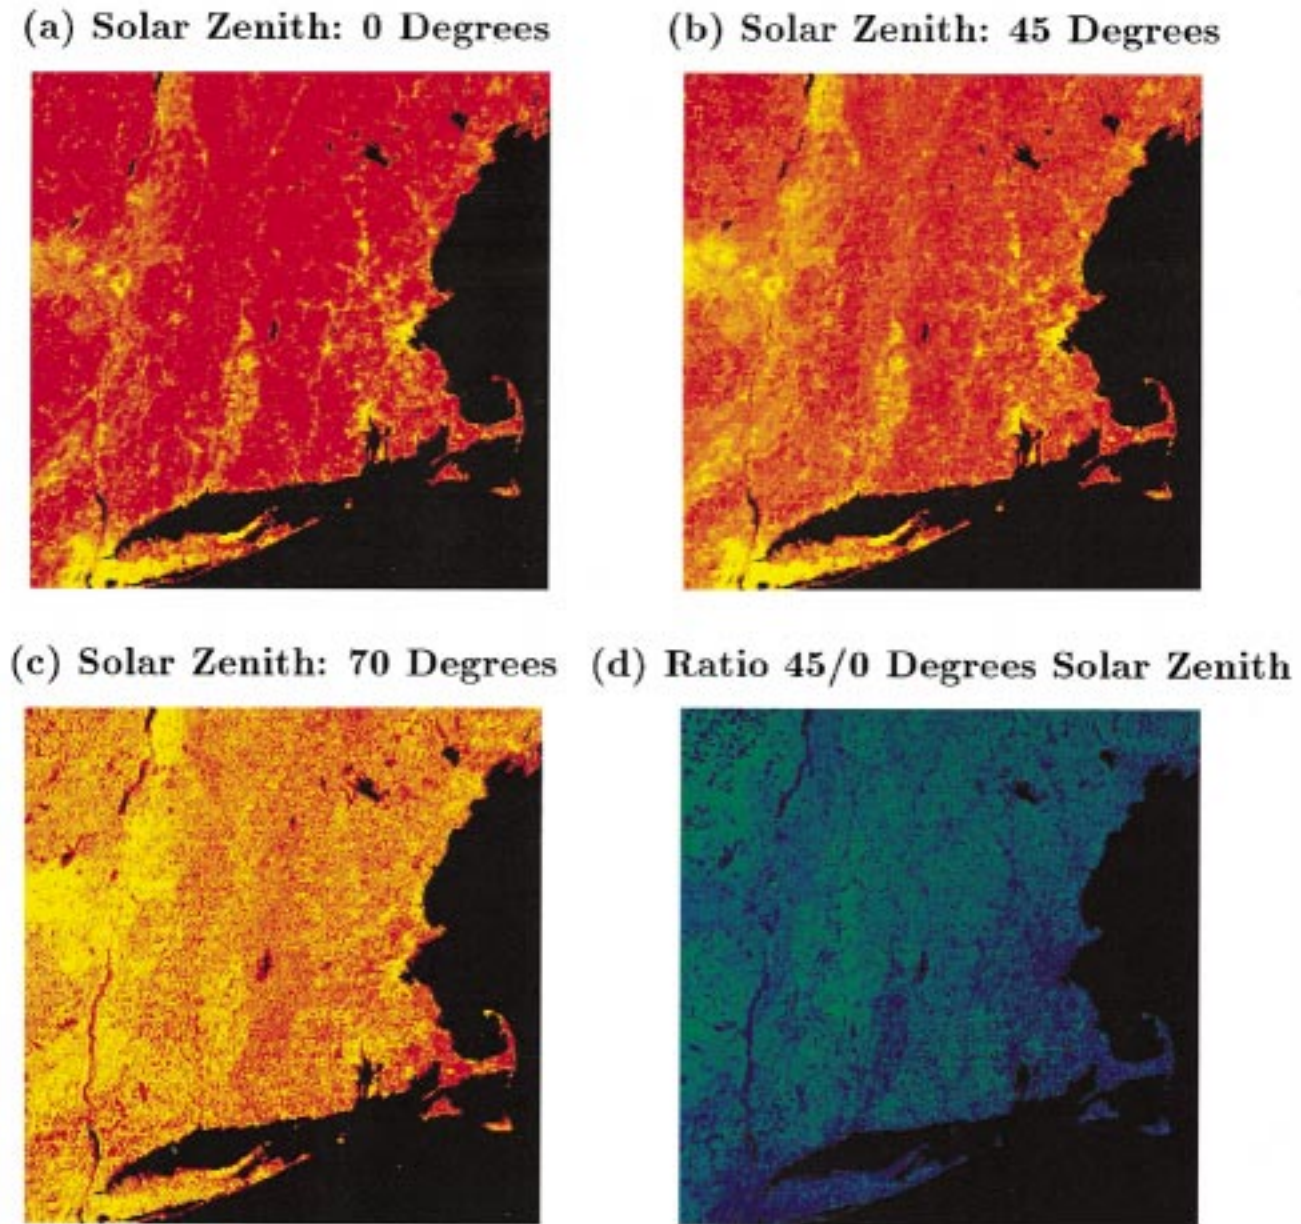 (a) Solar Zenith: 0 Degrees
(b) Solar Zenith: 45 Degrees
(c) Solar Zenith: 70 Degrees
(d) Ratio 45/0 Degrees Solar Zenith